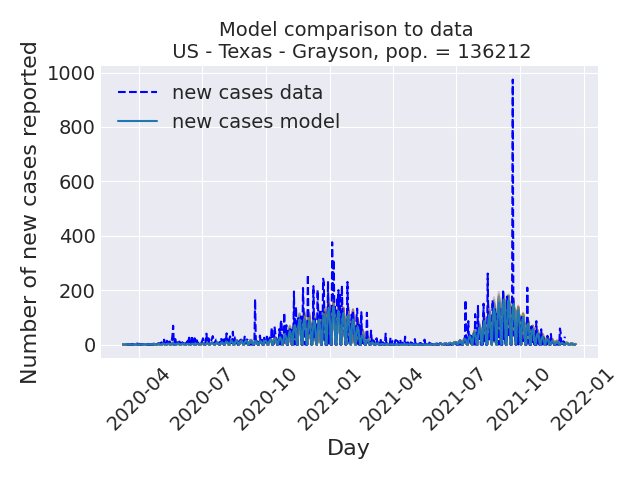 Model comparison to data
US - Texas - Grayson, pop. = 136212
Number of new cases reported
1000
800
600
400
200
0
new cases data
new cases model
2020-04
2020-07
2020-10
2021-01
2021-04
2021-07
2021-10
2022-01
Day